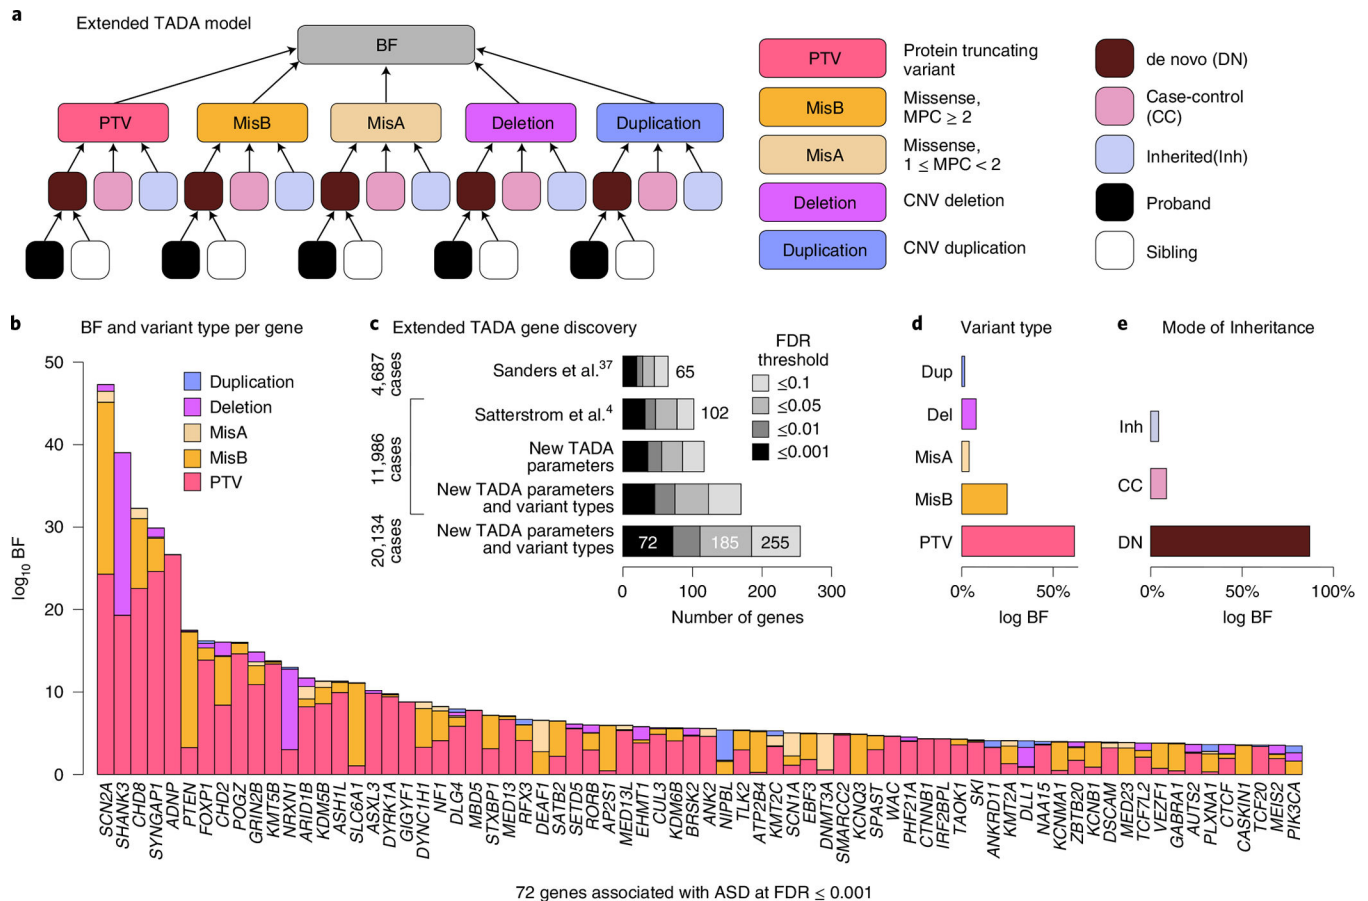 a
Extended TADA model
BF
PTV
MisB
MisA
Deletion
Duplication
PTV
Protein truncating
variant
MisB
Missense,
MPC ≥ 2
MisA
Missense,
1 ≤ MPC < 2
Deletion
CNV deletion
Duplication
CNV duplication
de novo (DN)
Case-control
(CC)
Inherited(Inh)
Proband
Sibling
b
BF and variant type per gene
log10 BF
50
40
30
20
10
0
Duplication
Deletion
MisA
MisB
PTV
SCN2A
SHANK3
CHD8
SYNGAP1
ADNP
PTEN
FOXP1
CHD2
POGZ
GRIN2B
KMT5B
NRXN1
ARID1B
KDM5B
ASH1L
SLC6A1
ASXL3
DYRK1A
GIGYF1
DYNC1H1
NF1
DLG4
MBD5
STXBP1
MED13
RFX3
DEAF1
SATB2
SETD5
RORB
AP2S1
MED13L
EHMT1
CUL3
KDM6B
BRSK2
ANK2
NIPBL
TLK2
ATP2B4
KMT2C
SCN1A
EBF3
DNMT3A
SMARCC2
KCNQ3
SPAST
WAC
PHF21A
CTNNB1
IRF2BPL
TAOK1
SKI
ANKRD11
KMT2A
DLL1
NAA15
KCNMA1
ZBTB20
KCNB1
DSCAM
MED23
TCF7L2
VEZF1
GABRA1
AUTS2
PLXNA1
CTCF
CASKIN1
TCF20
MEIS2
PIK3CA
72 genes associated with ASD at FDR ≤ 0.001
c
Extended TADA gene discovery
4,687
cases
11,986
cases
20,134
cases
Sanders et al.37
65
Satterstrom et al.4
102
New TADA
parameters
New TADA parameters
and variant types
New TADA parameters
and variant types
72
185
255
0
100
200
300
Number of genes
FDR
threshold
≤0.1
≤0.05
≤0.01
≤0.001
d
Variant type
Dup
Del
MisA
MisB
PTV
0%
50%
log BF
e
Mode of Inheritance
Inh
CC
DN
0%
50%
100%
log BF